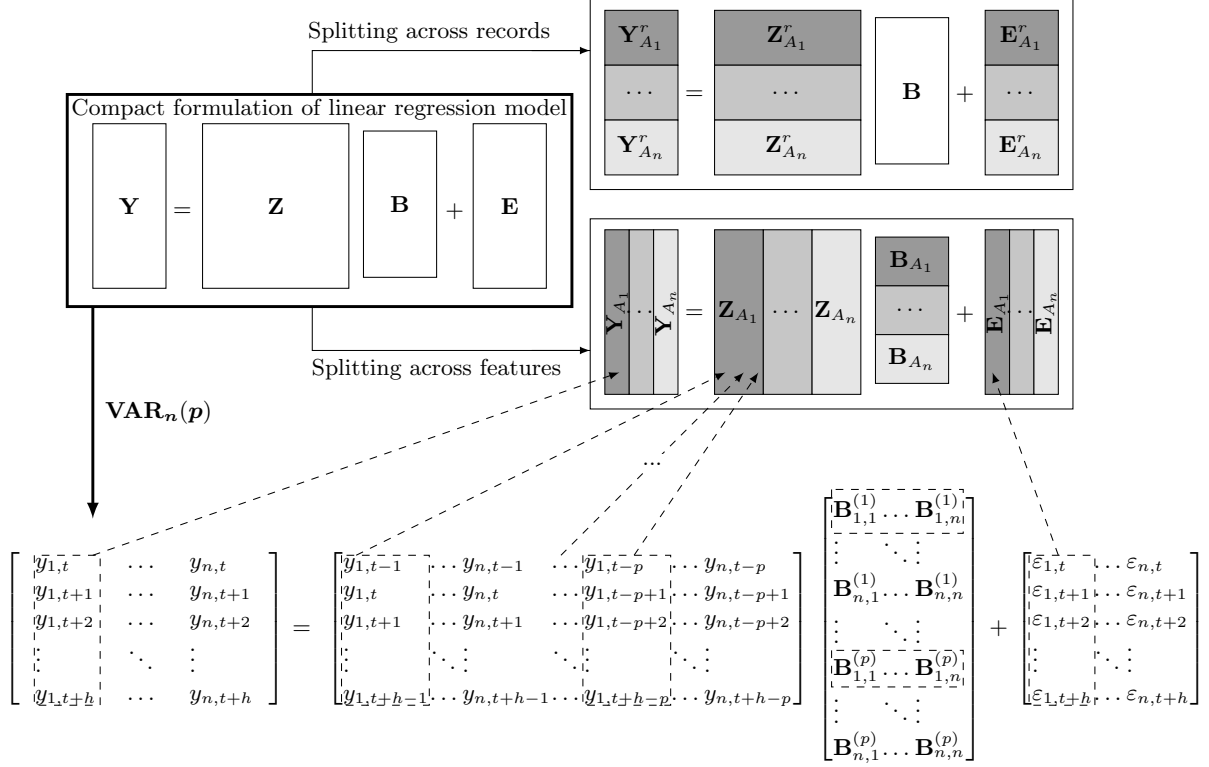 Splitting across records
Y^r_{A_1} Z^r_{A_1} E^r_{A_1}
… = … B + …
Y^r_{A_n} Z^r_{A_n} E^r_{A_n}
Compact formulation of linear regression model
Y = Z B + E
Splitting across features
Y_{A_1} … Y_{A_n} = Z_{A_1} … Z_{A_n} B_{A_1} … B_{A_n} + E_{A_1} … E_{A_n}
VAR_n(p)
...
y_{1,t} … y_{n,t}
y_{1,t+1} … y_{n,t+1}
y_{1,t+2} … y_{n,t+2}
⋮ ⋱ ⋮
y_{1,t+h} … y_{n,t+h}
=
y_{1,t−1} … y_{n,t−1} … y_{1,t−p} … y_{n,t−p}
y_{1,t} … y_{n,t} … y_{1,t−p+1} … y_{n,t−p+1}
y_{1,t+1} … y_{n,t+1} … y_{1,t−p+2} … y_{n,t−p+2}
⋮ ⋱ ⋮ ⋱ ⋮ ⋱ ⋮
y_{1,t+h−1} … y_{n,t+h−1} … y_{1,t+h−p} … y_{n,t+h−p}
B^{(1)}_{1,1} … B^{(1)}_{1,n}
⋮ ⋱ ⋮
B^{(1)}_{n,1} … B^{(1)}_{n,n}
⋮ ⋱ ⋮
B^{(p)}_{1,1} … B^{(p)}_{1,n}
⋮ ⋱ ⋮
B^{(p)}_{n,1} … B^{(p)}_{n,n}
+
ε_{1,t} … ε_{n,t}
ε_{1,t+1} … ε_{n,t+1}
ε_{1,t+2} … ε_{n,t+2}
⋮ ⋱ ⋮
ε_{1,t+h} … ε_{n,t+h}